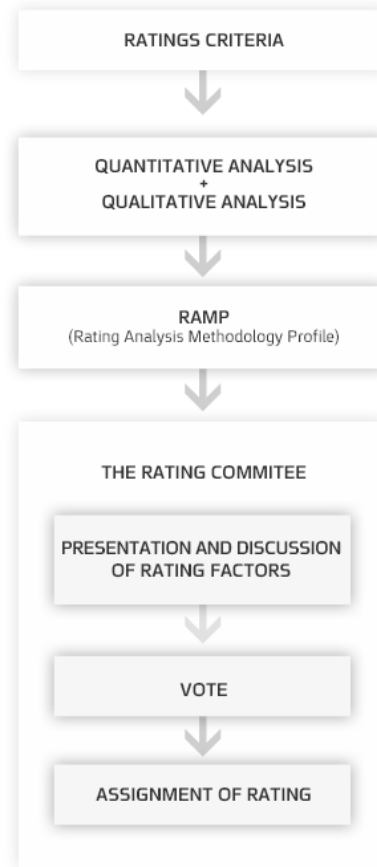 RATINGS CRITERIA
QUANTITATIVE ANALYSIS
+
QUALITATIVE ANALYSIS
RAMP
(Rating Analysis Methodology Profile)
THE RATING COMMITEE
PRESENTATION AND DISCUSSION
OF RATING FACTORS
VOTE
ASSIGNMENT OF RATING